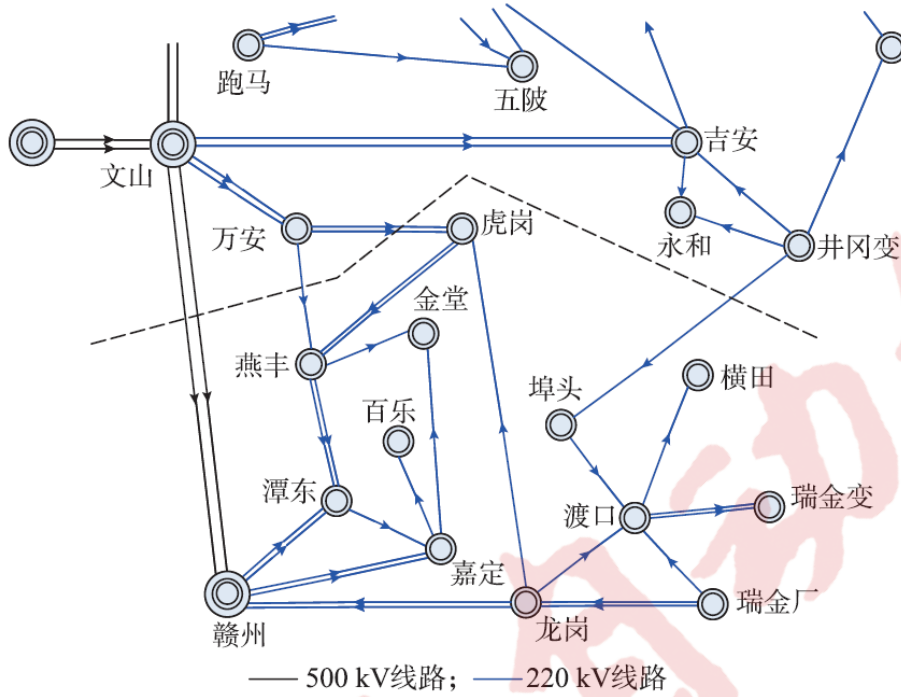 跑马
五陂
文山
吉安
万安
虎岗
永和
井冈变
金堂
燕丰
埠头
横田
百乐
潭东
渡口
瑞金变
嘉定
赣州
龙岗
瑞金厂
500 kV线路； 220 kV线路